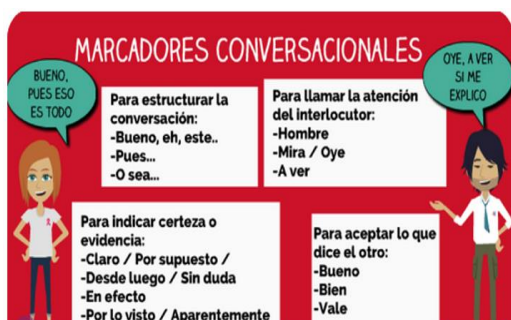 MARCADORES CONVERSACIONALES
BUENO,
PUES ESO
ES TODO
OYE, A VER
SI ME
EXPLICO
Para estructurar la
conversación:
-Bueno, eh, este..
-Pues...
-O sea...
Para llamar la atención
del interlocutor:
-Hombre
-Mira / Oye
-A ver
Para indicar certeza o
evidencia:
-Claro / Por supuesto /
-Desde luego / Sin duda
-En efecto
-Por lo visto / Aparentemente
Para aceptar lo que
dice el otro:
-Bueno
-Bien
-Vale